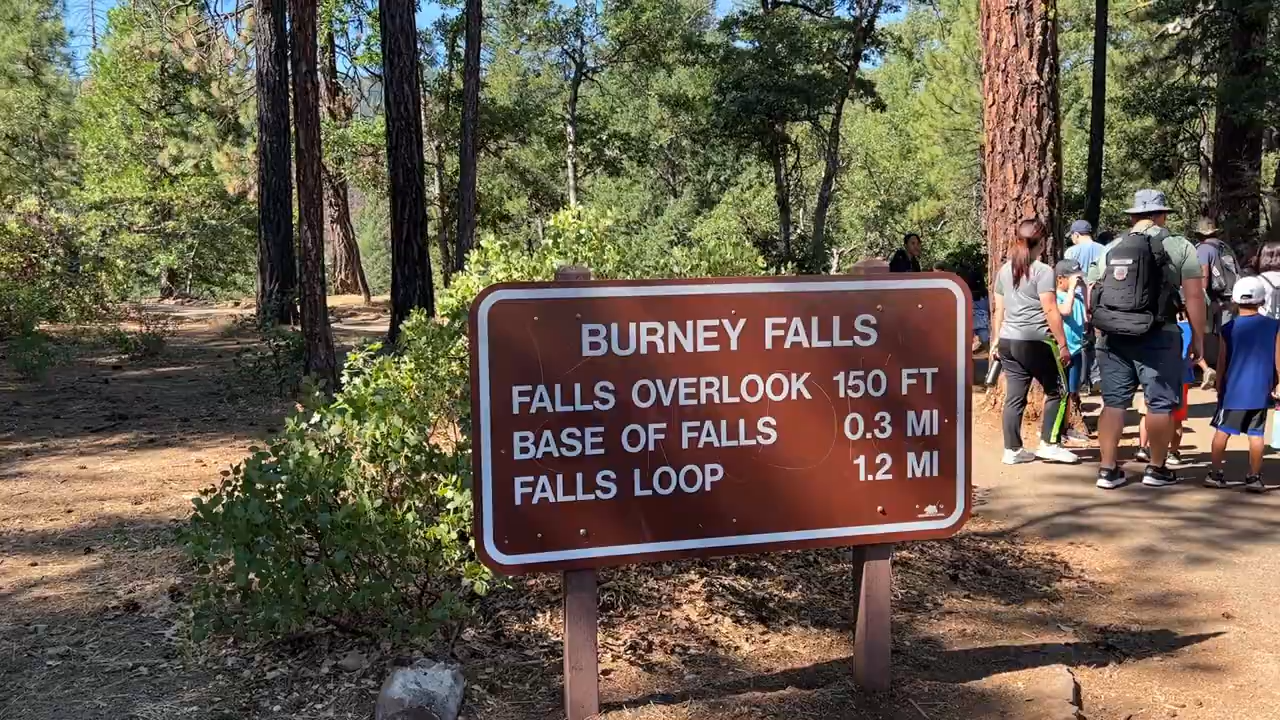 BURNEY FALLS
FALLS OVERLOOK 150 FT
BASE OF FALLS 0.3 MI
FALLS LOOP 1.2 MI